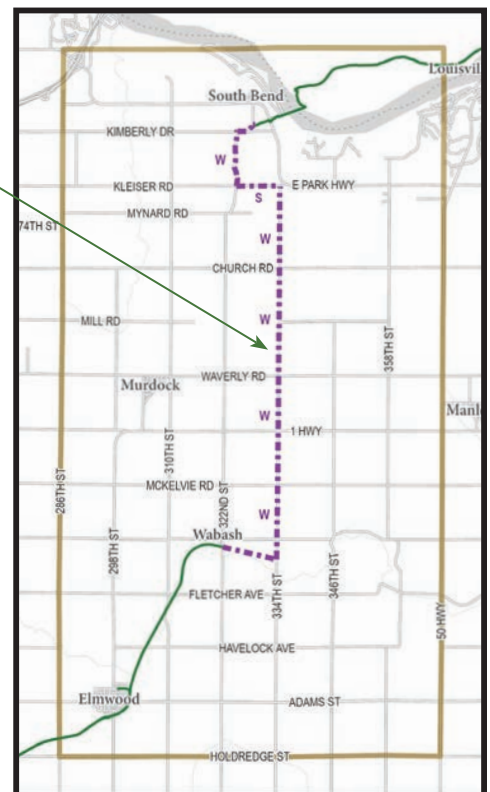 Louisvil
South Bend
KIMBERLY DR
W
KLEISER RD
E PARK HWY
S
MYNARD RD
74TH ST
W
CHURCH RD
MILL RD
W
358TH ST
WAVERLY RD
Murdock
Manle
W
1 HWY
310TH ST
MCKELVIE RD
286TH ST
322ND ST
W
Wabash
298TH ST
334TH ST
346TH ST
FLETCHER AVE
50 HWY
HAVELOCK AVE
Elmwood
ADAMS ST
HOLDREDGE ST